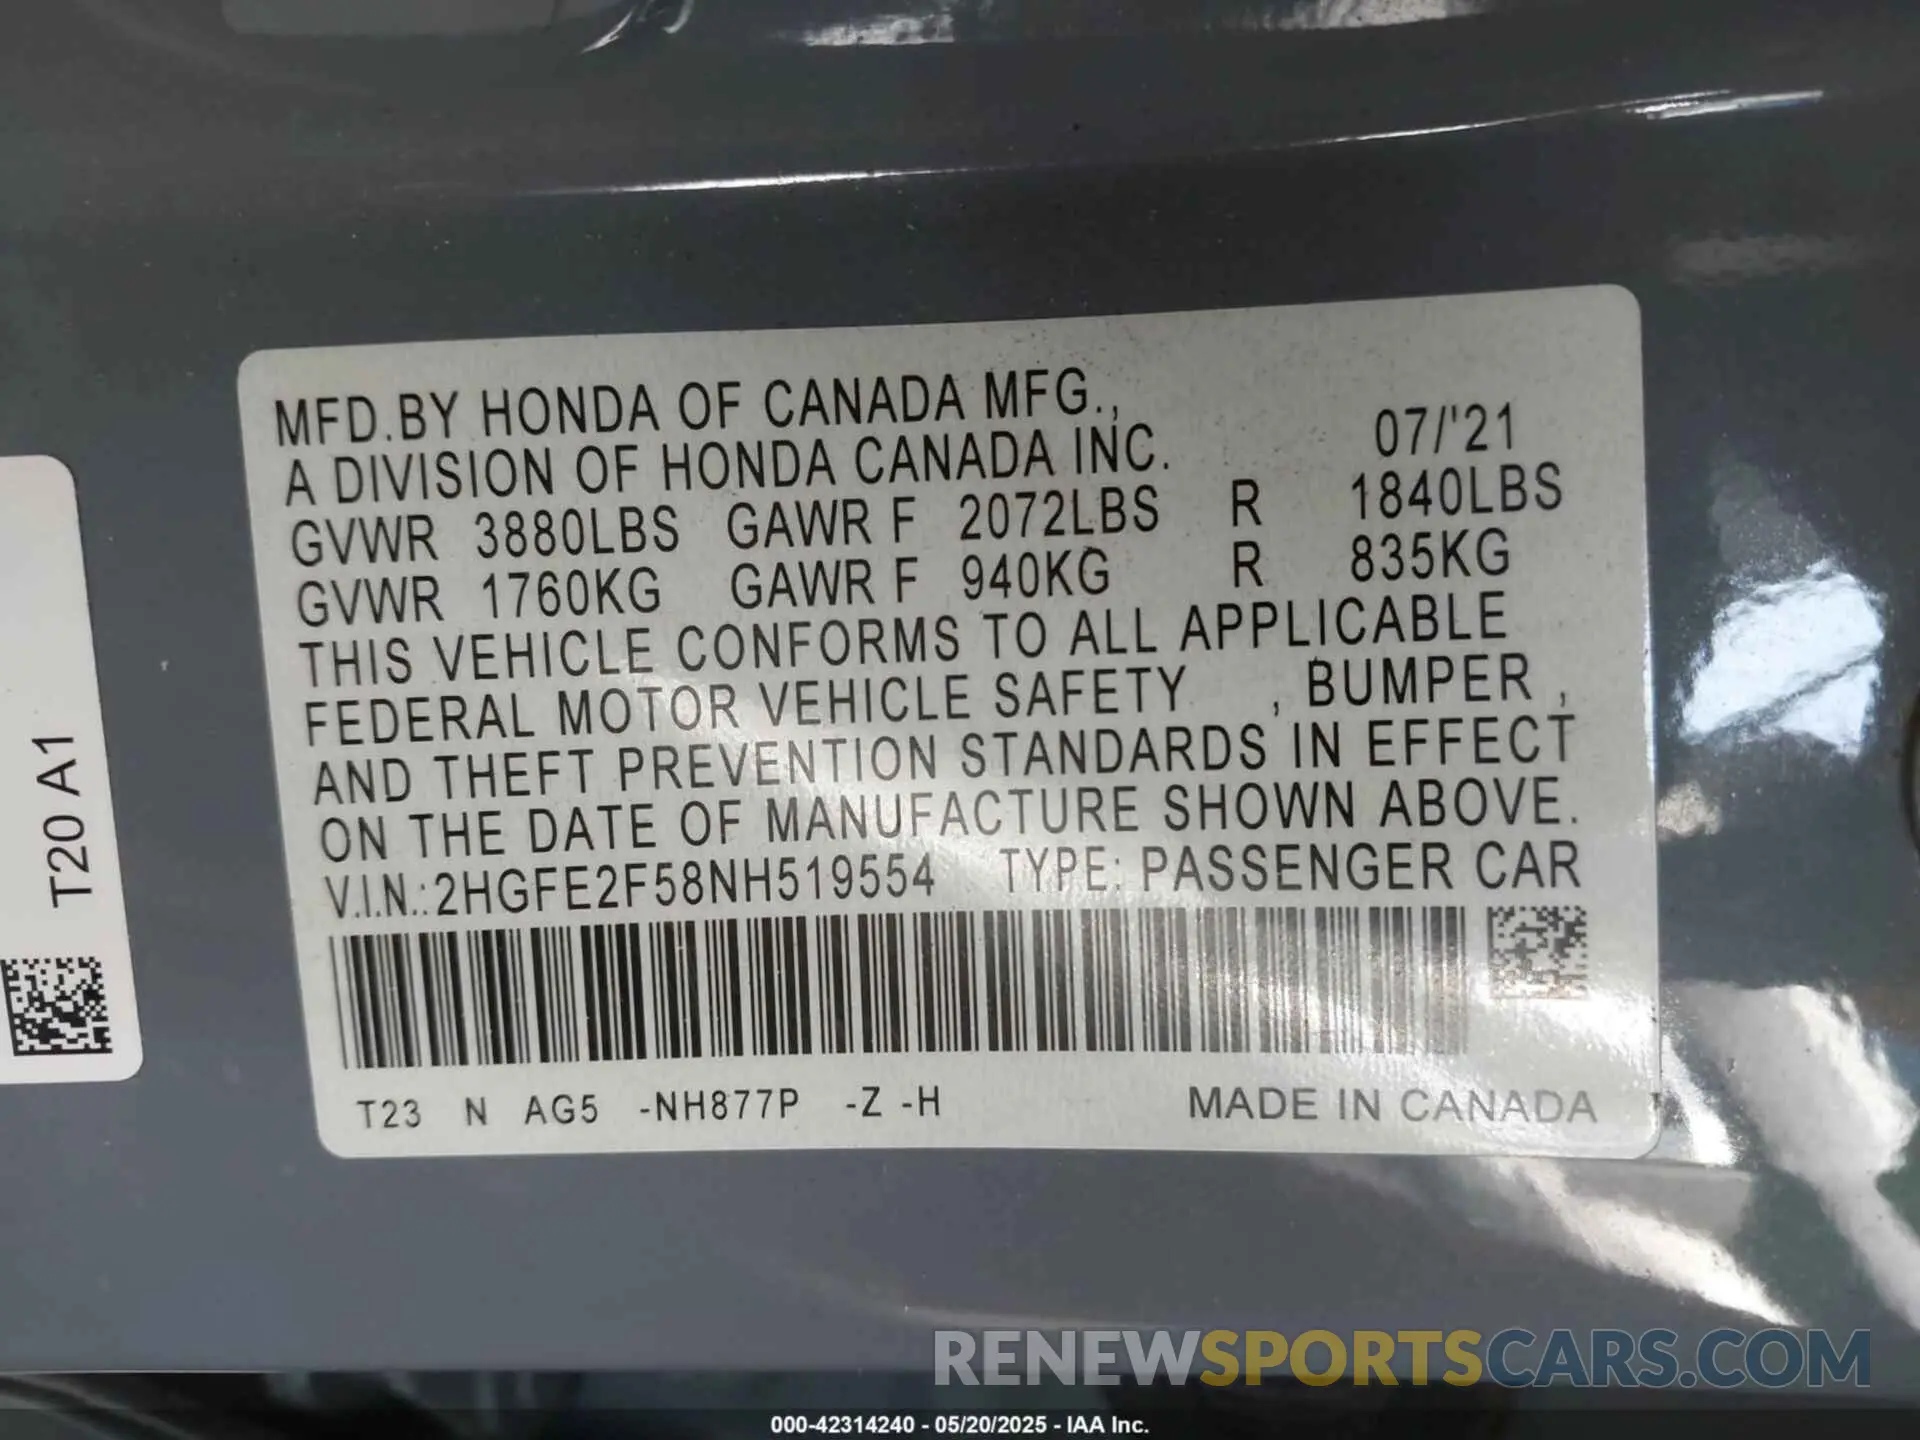 MFD.BY HONDA OF CANADA MFG.,
A DIVISION OF HONDA CANADA INC. 07/'21
GVWR 3880LBS GAWR F 2072LBS R 1840LBS
GVWR 1760KG GAWR F 940KG R 835KG
THIS VEHICLE CONFORMS TO ALL APPLICABLE
FEDERAL MOTOR VEHICLE SAFETY , BUMPER ,
AND THEFT PREVENTION STANDARDS IN EFFECT
ON THE DATE OF MANUFACTURE SHOWN ABOVE.
V.I.N.:2HGFE2F58NH519554 TYPE: PASSENGER CAR
T23 N AG5 -NH877P -Z -H MADE IN CANADA
T20 A1
RENEWSPORTSCARS.COM
000-42314240 - 05/20/2025 - IAA Inc.